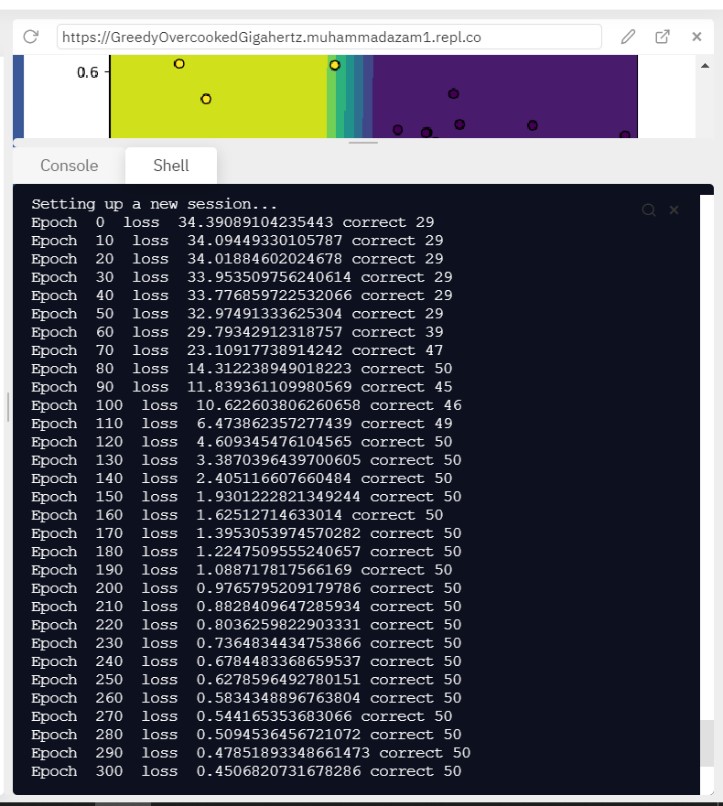 https://GreedyOvercookedGigahertz.muhammadazam1.repl.co
0.6
Console Shell
Setting up a new session...
Epoch 0 loss 34.39089104235443 correct 29
Epoch 10 loss 34.09449330105787 correct 29
Epoch 20 loss 34.01884602024678 correct 29
Epoch 30 loss 33.953509756240614 correct 29
Epoch 40 loss 33.776859722532066 correct 29
Epoch 50 loss 32.97491333625304 correct 29
Epoch 60 loss 29.79342912318757 correct 39
Epoch 70 loss 23.10917738914242 correct 47
Epoch 80 loss 14.312238949018223 correct 50
Epoch 90 loss 11.839361109980569 correct 45
Epoch 100 loss 10.622603806260658 correct 46
Epoch 110 loss 6.473862357277439 correct 49
Epoch 120 loss 4.609345476104565 correct 50
Epoch 130 loss 3.3870396439700605 correct 50
Epoch 140 loss 2.405116607660484 correct 50
Epoch 150 loss 1.9301222821349244 correct 50
Epoch 160 loss 1.62512714633014 correct 50
Epoch 170 loss 1.3953053974570282 correct 50
Epoch 180 loss 1.2247509555240657 correct 50
Epoch 190 loss 1.088717817566169 correct 50
Epoch 200 loss 0.9765795209179786 correct 50
Epoch 210 loss 0.8828409647285934 correct 50
Epoch 220 loss 0.8036259822903331 correct 50
Epoch 230 loss 0.7364834434753866 correct 50
Epoch 240 loss 0.6784483368659537 correct 50
Epoch 250 loss 0.6278596492780151 correct 50
Epoch 260 loss 0.5834348896763804 correct 50
Epoch 270 loss 0.544165353683066 correct 50
Epoch 280 loss 0.5094536456721072 correct 50
Epoch 290 loss 0.47851893348661473 correct 50
Epoch 300 loss 0.4506820731678286 correct 50